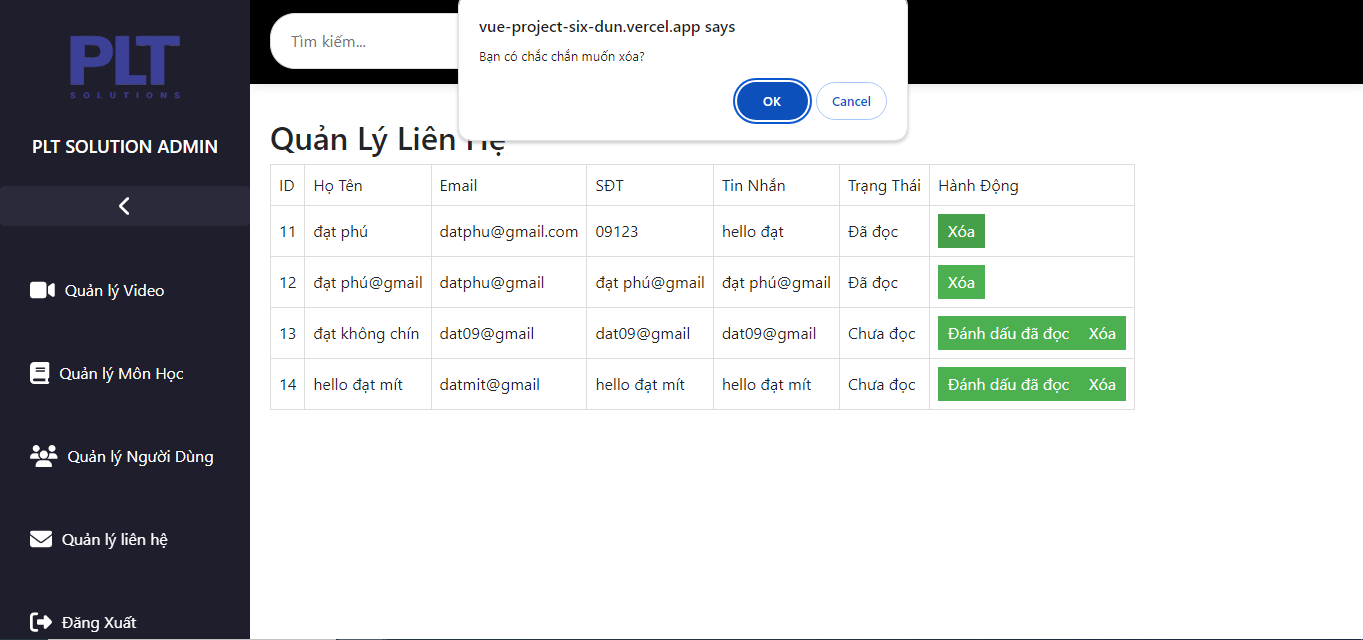 PLT
SOLUTIONS
PLT SOLUTION ADMIN
Quản lý Video
Quản lý Môn Học
Quản lý Người Dùng
Quản lý liên hệ
Đăng Xuất
Tìm kiếm...
vue-project-six-dun.vercel.app says
Bạn có chắc chắn muốn xóa?
OK Cancel
Quản Lý Liên Hệ
ID Họ Tên Email SĐT Tin Nhắn Trạng Thái Hành Động
11 đạt phú datphu@gmail.com 09123 hello đạt Đã đọc Xóa
12 đạt phú@gmail datphu@gmail đạt phú@gmail đạt phú@gmail Đã đọc Xóa
13 đạt không chín dat09@gmail dat09@gmail dat09@gmail Chưa đọc Đánh dấu đã đọc Xóa
14 hello đạt mít datmit@gmail hello đạt mít hello đạt mít Chưa đọc Đánh dấu đã đọc Xóa